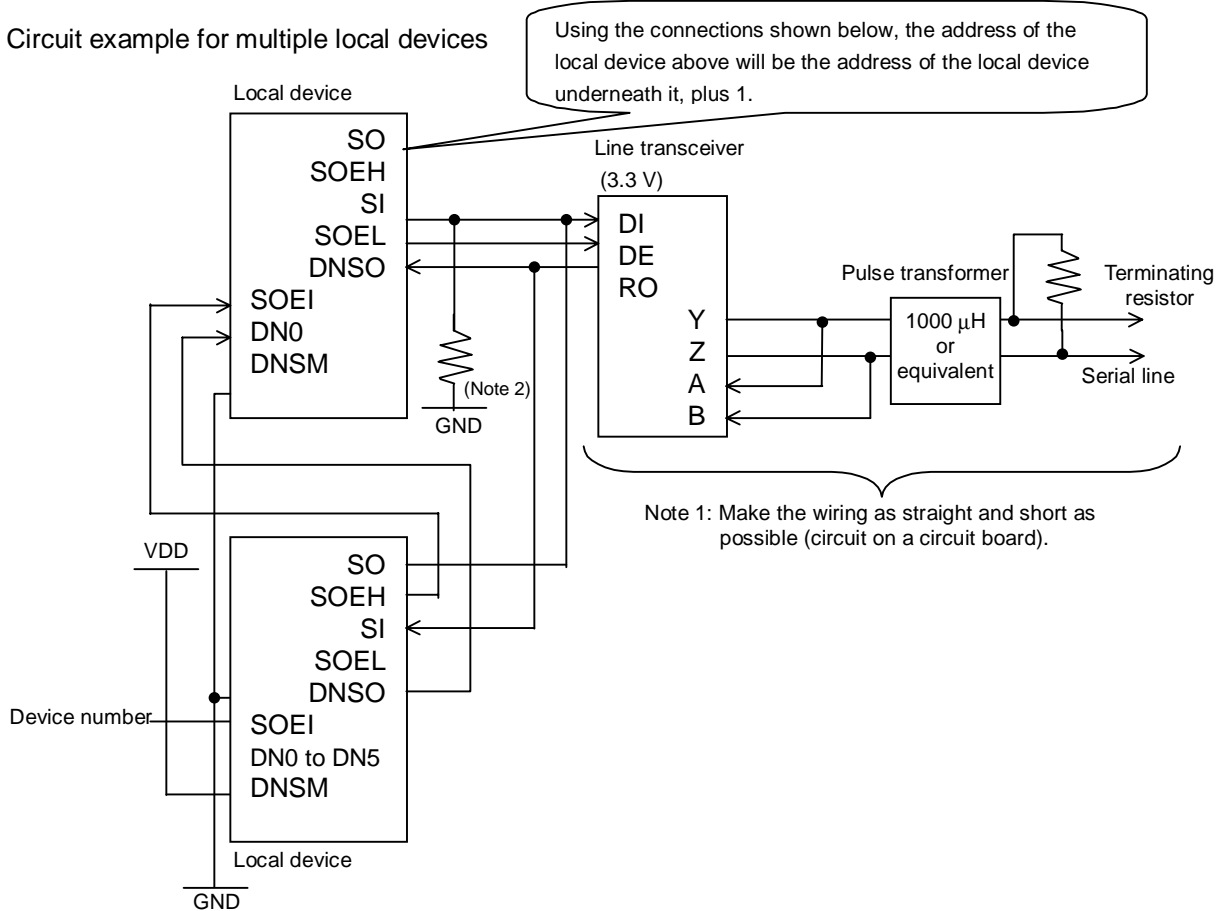 Circuit example for multiple local devices
Using the connections shown below, the address of the
local device above will be the address of the local device
underneath it, plus 1.
Local device
SO
SOEH
SI
SOEL
DNSO
SOEI
DN0
DNSM
Line transceiver
(3.3 V)
DI
DE
RO
Y
Z
A
B
Pulse transformer
1000 μH
or
equivalent
Terminating
resistor
Serial line
(Note 2)
GND
Note 1: Make the wiring as straight and short as
possible (circuit on a circuit board).
VDD
SO
SOEH
SI
SOEL
DNSO
Device number
SOEI
DN0 to DN5
DNSM
Local device
GND